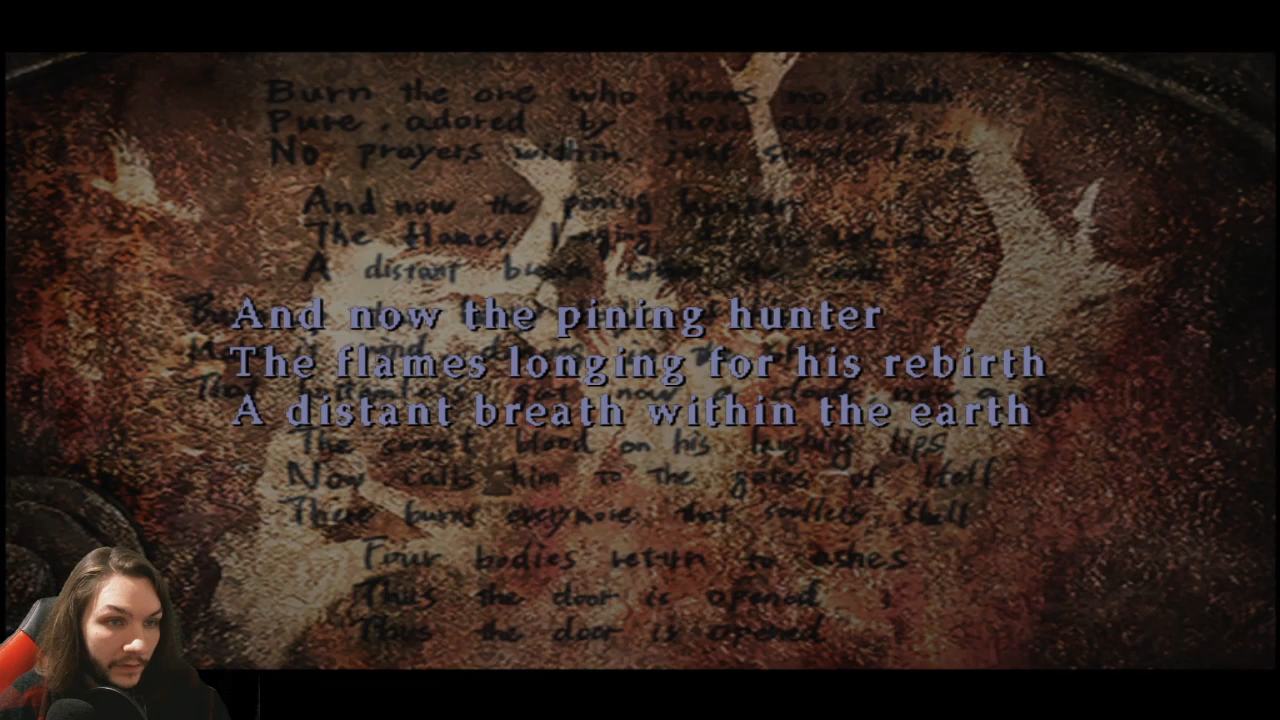 Burn the one who knows no death
Pure, adored by those above
No prayers within, just simple love
And now the pining hunter
The flames longing for his rebirth
A distant breath within the earth
And now the pining hunter
The flames longing for his rebirth
A distant breath within the earth
The sweet blood on his laughing lips
Now calls him to the gates of Hell
There burns evermore that soulless shell
Four bodies return to ashes
Thus the door is opened
Thus the door is opened